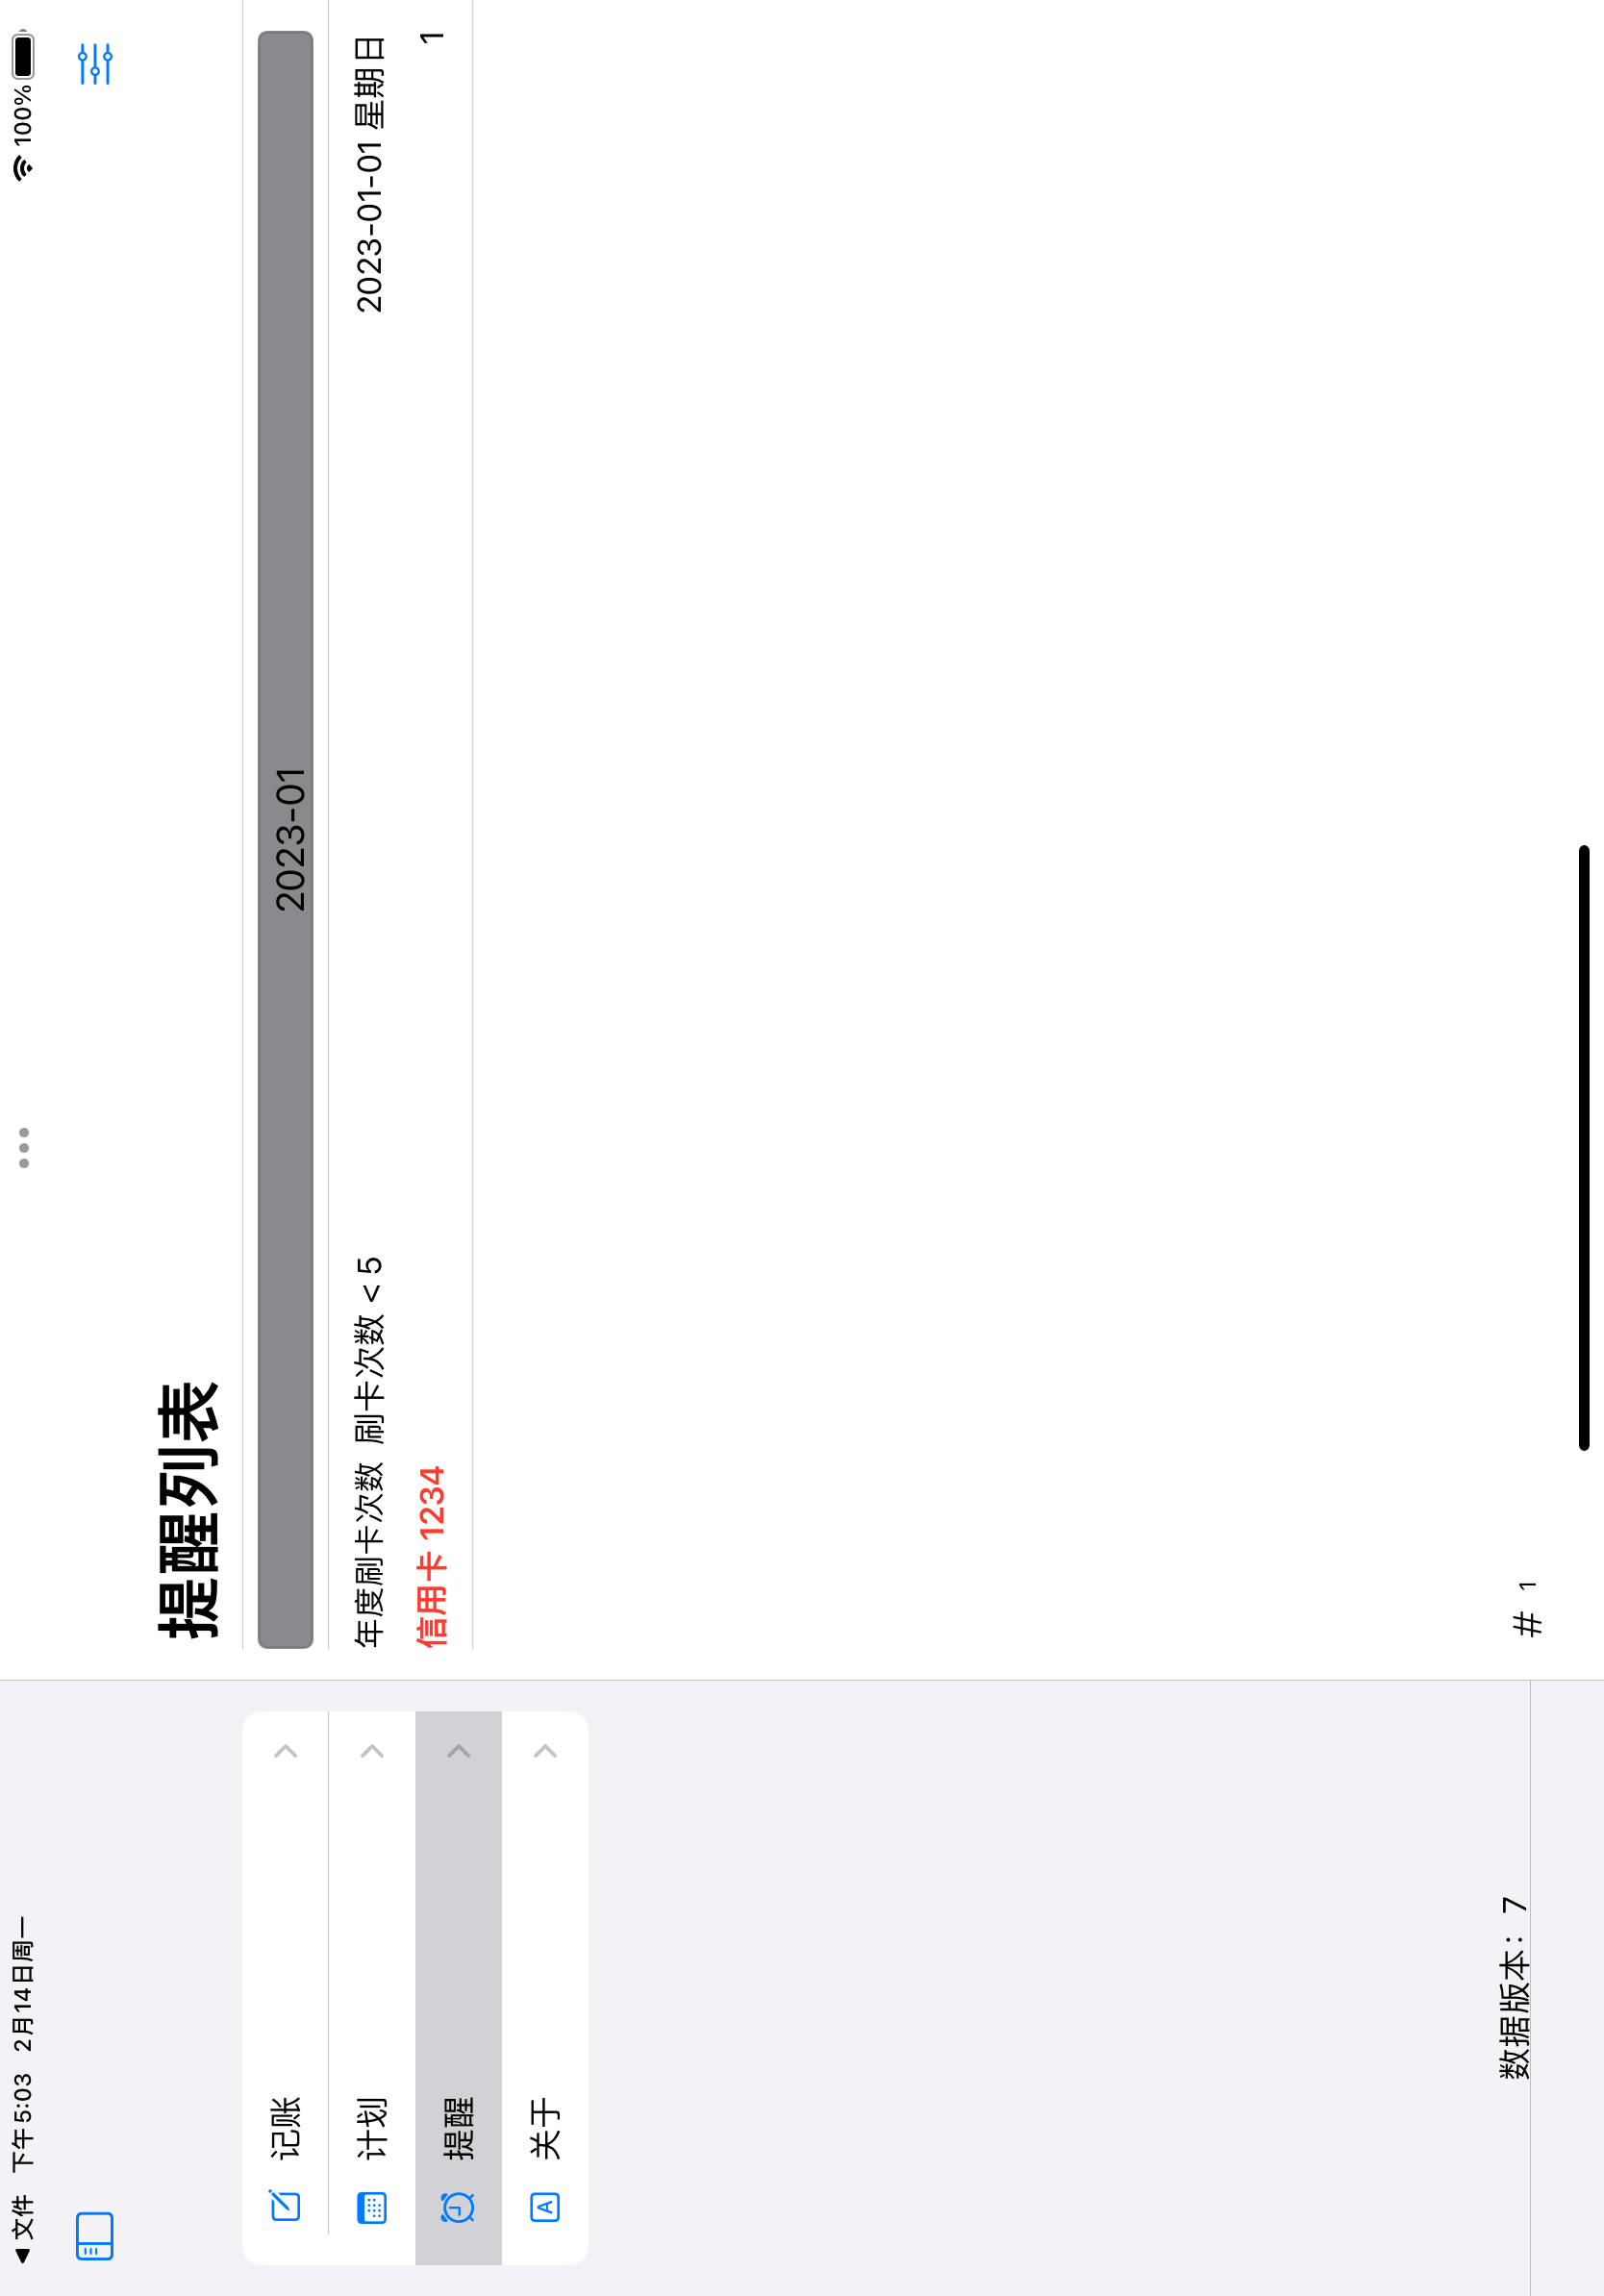 文件 下午5:03 2月14日周一
100%
记账
计划
提醒
关于
数据版本：7
提醒列表
2023-01
年度刷卡次数 刷卡次数 < 5 2023-01-01 星期日
信用卡 1234 1
# 1